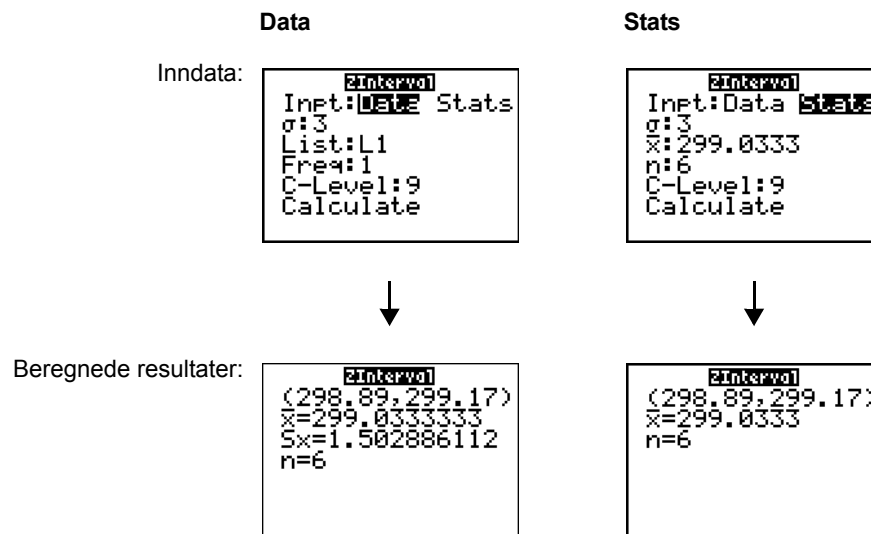 Data
Stats
Inndata:
ZInterval
Inpt:Data Stats
σ:3
List:L1
Freq:1
C-Level:9
Calculate
ZInterval
Inpt:Data Stats
σ:3
x̄:299.0333
n:6
C-Level:9
Calculate
Beregnede resultater:
ZInterval
(298.89,299.17)
x̄=299.0333333
Sx=1.502886112
n=6
ZInterval
(298.89,299.17)
x̄=299.0333
n=6